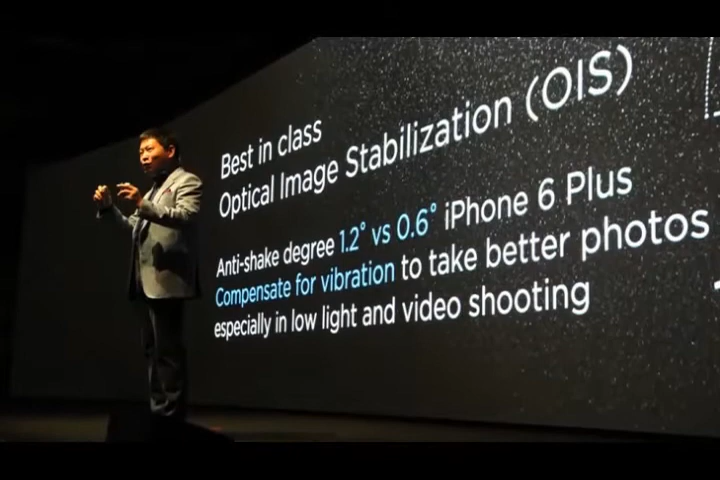 Best in class
Optical Image Stabilization (OIS)
Anti-shake degree 1.2° vs 0.6° iPhone 6 Plus
Compensate for vibration to take better photos
especially in low light and video shooting